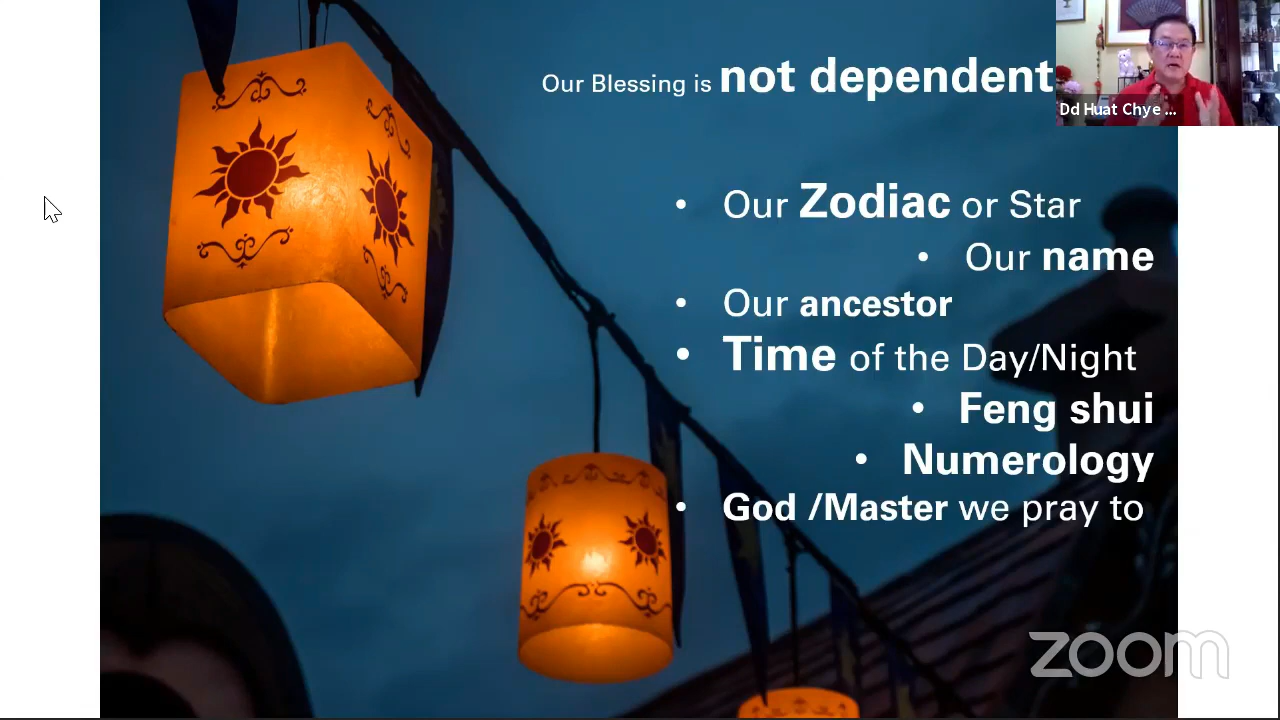 Our Blessing is not dependent
Dd Huat Chye ...
• Our Zodiac or Star
• Our name
• Our ancestor
• Time of the Day/Night
• Feng shui
• Numerology
• God /Master we pray to
zoom